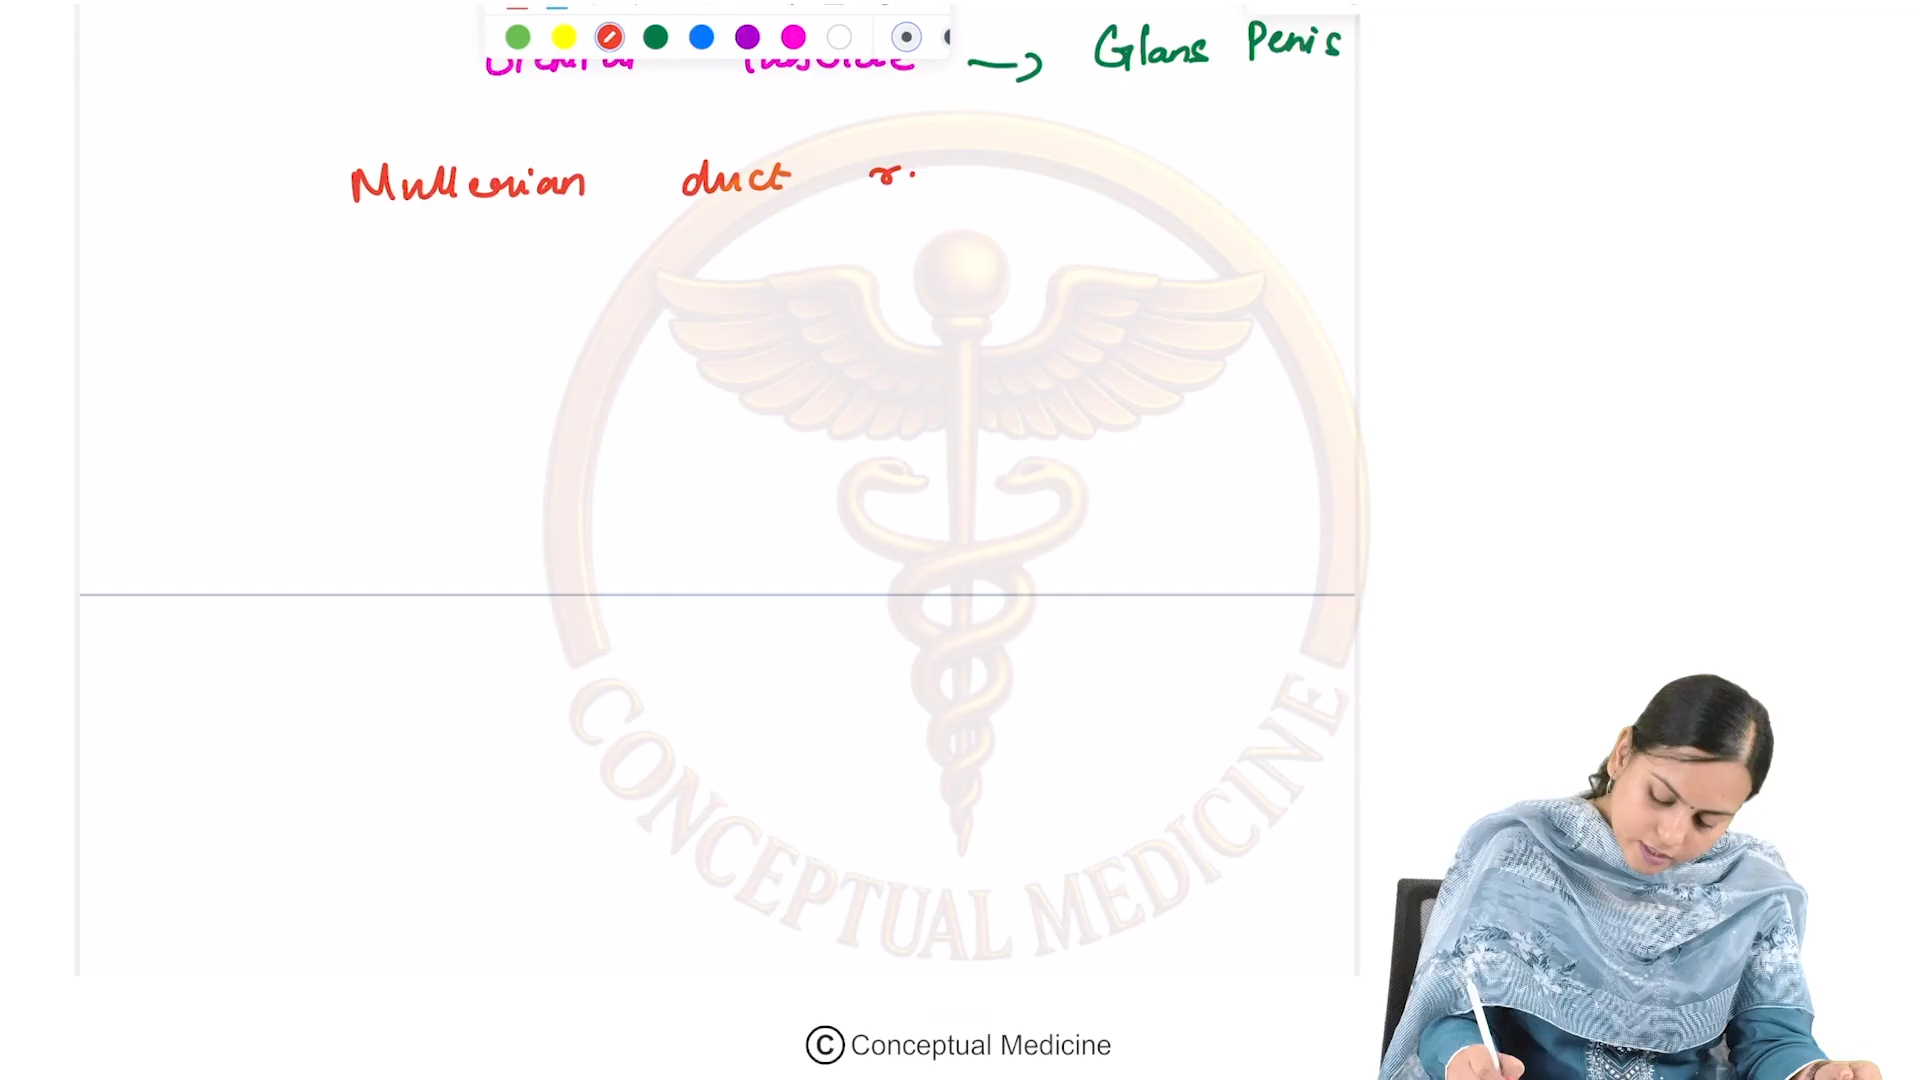 Glans Penis
Mullerian duct r.
CONCEPTUAL MEDICINE
© Conceptual Medicine